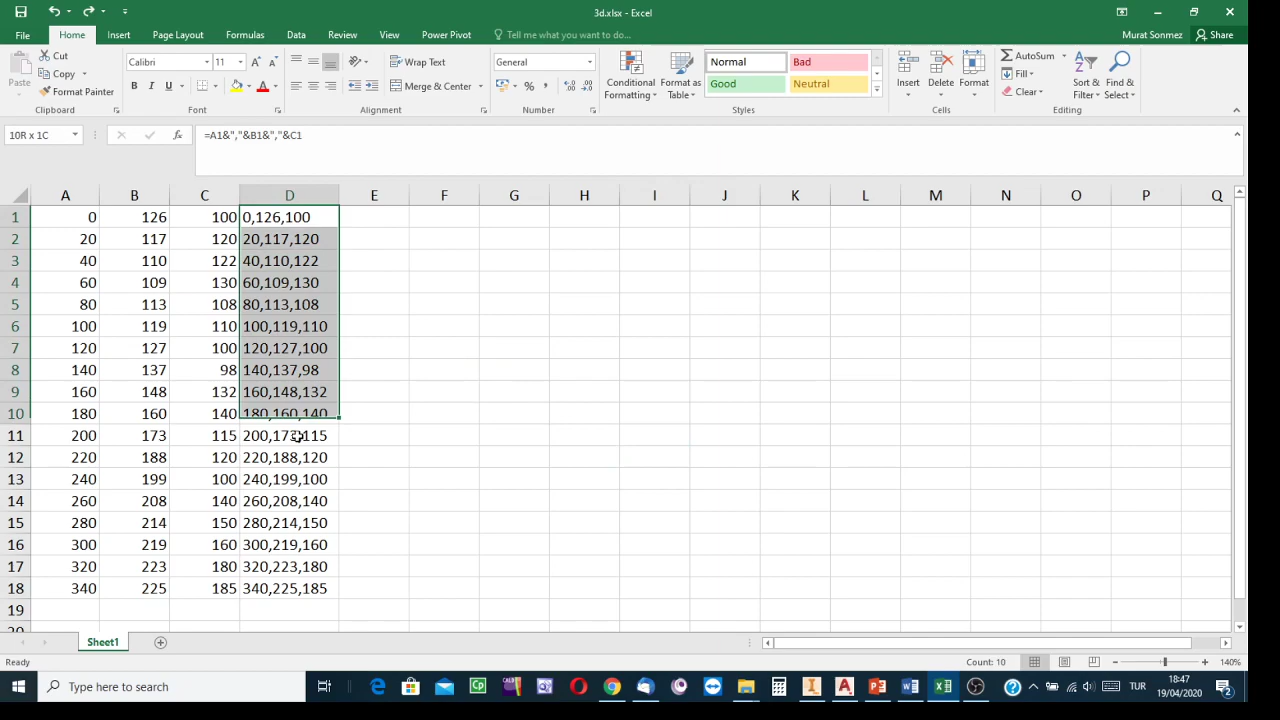 3d.xlsx - Excel
File Home Insert Page Layout Formulas Data Review View Power Pivot Tell me what you want to do... Murat Sonmez Share
Paste Cut Copy Format Painter Clipboard
Calibri 11 B I U Font
Wrap Text Merge & Center Alignment
General % Number
Conditional Formatting Format as Table Normal Bad Good Neutral Styles
Insert Delete Format Cells
AutoSum Fill Clear Sort & Filter Find & Select Editing
10R x 1C fx =A1&","&B1&","&C1
A B C D E F G H I J K L M N O P Q
1 0 126 100 0,126,100
2 20 117 120 20,117,120
3 40 110 122 40,110,122
4 60 109 130 60,109,130
5 80 113 108 80,113,108
6 100 119 110 100,119,110
7 120 127 100 120,127,100
8 140 137 98 140,137,98
9 160 148 132 160,148,132
10 180 160 140 180,160,140
11 200 173 115 200,173,115
12 220 188 120 220,188,120
13 240 199 100 240,199,100
14 260 208 140 260,208,140
15 280 214 150 280,214,150
16 300 219 160 300,219,160
17 320 223 180 320,223,180
18 340 225 185 340,225,185
19
20
Sheet1
Ready Count: 10 140%
Type here to search TUR 18:47
19/04/2020 2